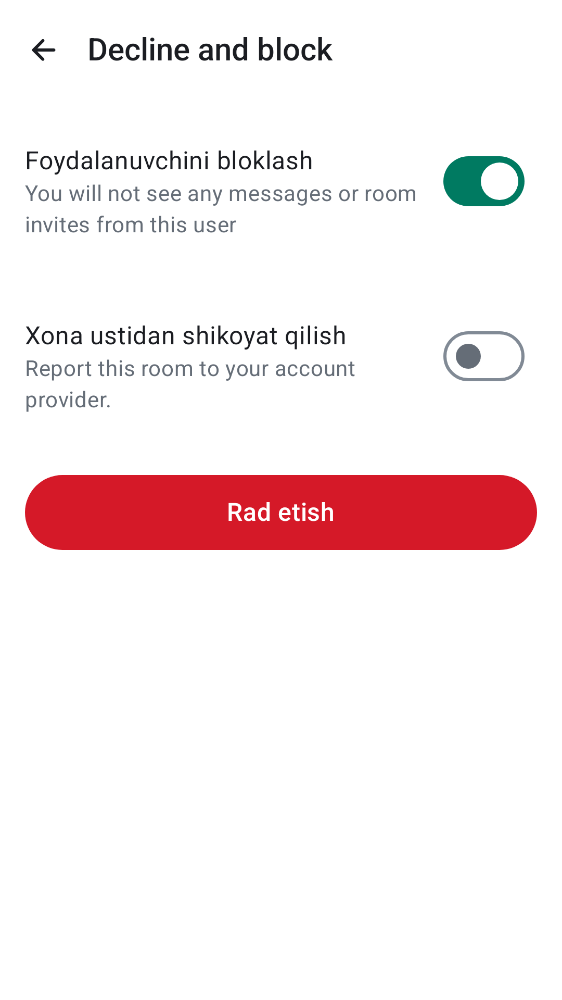 Decline and block
Foydalanuvchini bloklash
You will not see any messages or room
invites from this user
Xona ustidan shikoyat qilish
Report this room to your account
provider.
Rad etish